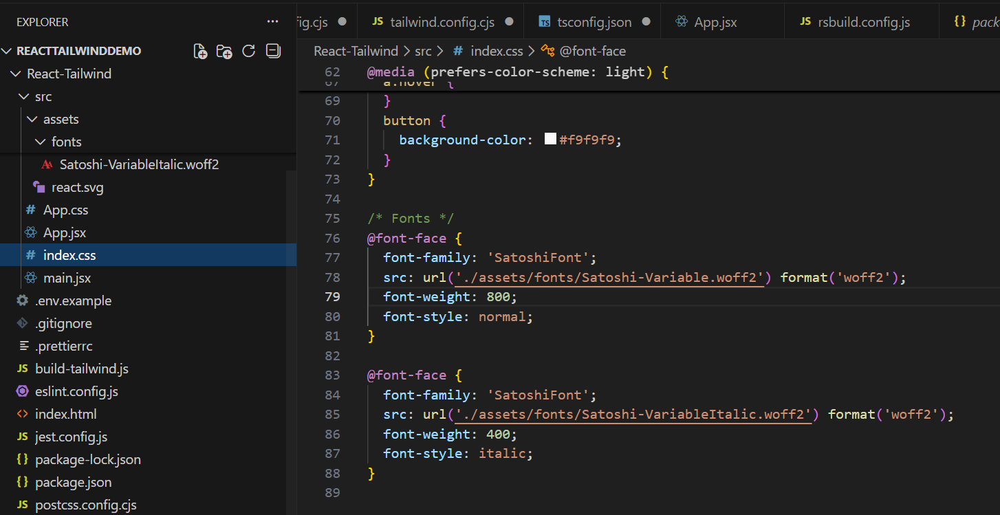 EXPLORER
REACTTAILWINDDEMO
React-Tailwind
src
assets
fonts
Satoshi-VariableItalic.woff2
react.svg
# App.css
App.jsx
# index.css
main.jsx
.env.example
.gitignore
.prettierrc
JS build-tailwind.js
eslint.config.js
<> index.html
JS jest.config.js
{} package-lock.json
{} package.json
JS postcss.config.cjs
fig.cjs
JS tailwind.config.cjs
TS tsconfig.json
App.jsx
JS rsbuild.config.js
{} pack
React-Tailwind > src > # index.css > @font-face
62 @media (prefers-color-scheme: light) {
67 a:hover {
69 }
70 button {
71 background-color: #f9f9f9;
72 }
73 }
74
75 /* Fonts */
76 @font-face {
77 font-family: 'SatoshiFont';
78 src: url('./assets/fonts/Satoshi-Variable.woff2') format('woff2');
79 font-weight: 800;
80 font-style: normal;
81 }
82
83 @font-face {
84 font-family: 'SatoshiFont';
85 src: url('./assets/fonts/Satoshi-VariableItalic.woff2') format('woff2');
86 font-weight: 400;
87 font-style: italic;
88 }
89